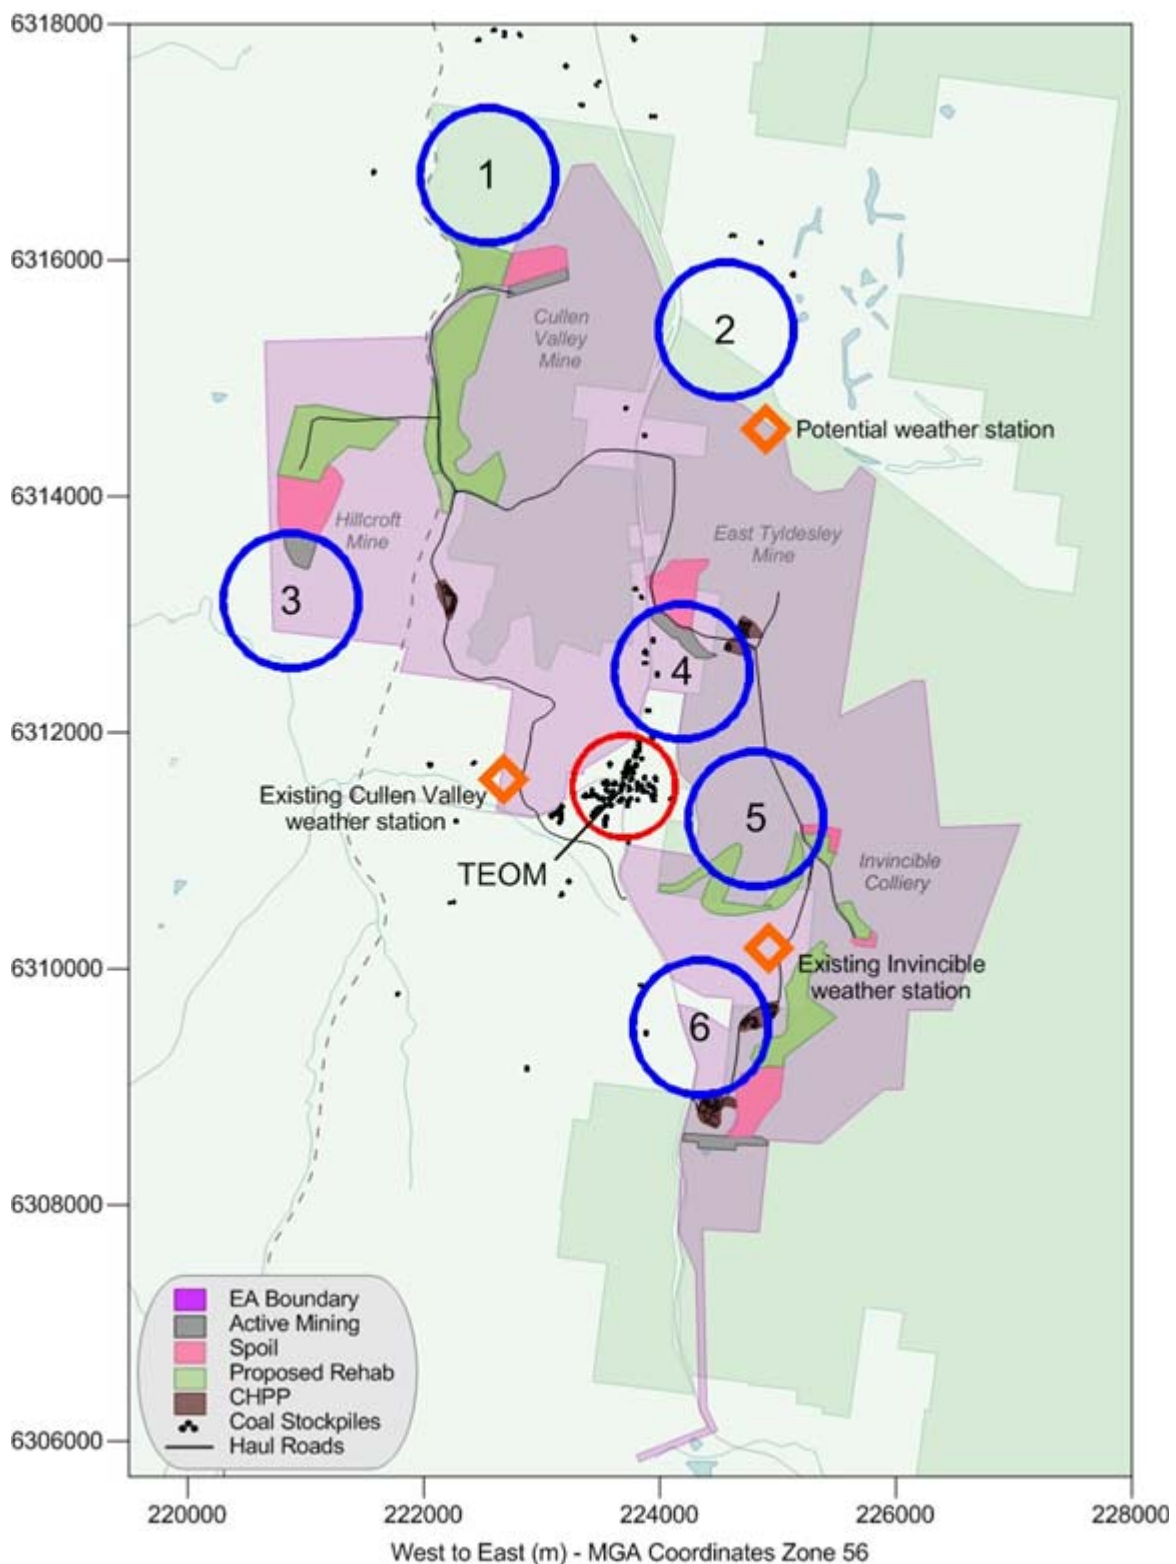 6318000
1
6316000
2
Cullen
Valley
Mine
Potential weather station
6314000
Hillcroft
Mine
East Tyldesley
Mine
3
4
6312000
Existing Cullen Valley
weather station
5
TEOM
Invincible
Colliery
6310000
Existing Invincible
weather station
6
6308000
EA Boundary
Active Mining
Spoil
Proposed Rehab
CHPP
Coal Stockpiles
Haul Roads
6306000
220000
222000
224000
226000
228000
West to East (m) - MGA Coordinates Zone 56